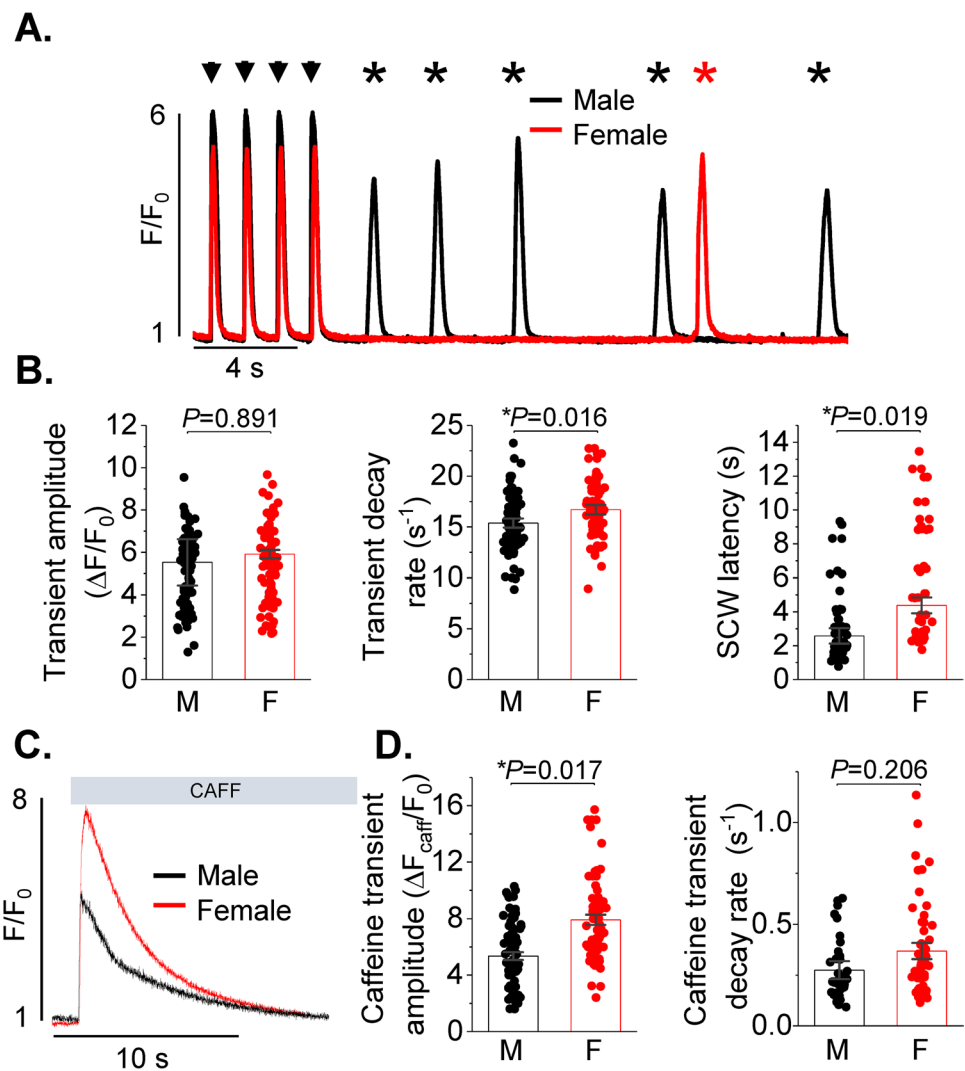 A.
* * * * * *
6
F/F0
1
Male
Female
4 s
B.
Transient amplitude
(ΔF/F0)
12
10
8
6
4
2
0
P=0.891
M F
Transient decay
rate (s-1)
25
20
15
10
5
0
*P=0.016
M F
SCW latency (s)
14
12
10
8
6
4
2
0
*P=0.019
M F
C.
8
F/F0
1
CAFF
Male
Female
10 s
D.
Caffeine transient
amplitude (ΔFcaff/F0)
16
12
8
4
0
*P=0.017
M F
Caffeine transient
decay rate (s-1)
1.0
0.5
0.0
P=0.206
M F